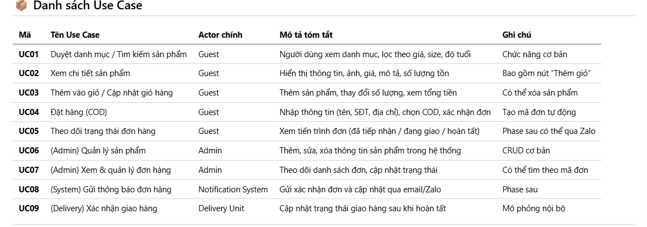 Danh sách Use Case
Mã Tên Use Case Actor chính Mô tả tóm tắt Ghi chú
UC01 Duyệt danh mục / Tìm kiếm sản phẩm Guest Người dùng xem danh mục, lọc theo giá, size, độ tuổi Chức năng cơ bản
UC02 Xem chi tiết sản phẩm Guest Hiển thị thông tin, ảnh, giá, mô tả, số lượng tồn Bao gồm nút "Thêm giỏ"
UC03 Thêm vào giỏ / Cập nhật giỏ hàng Guest Thêm sản phẩm, thay đổi số lượng, xem tổng tiền Có thể xóa sản phẩm
UC04 Đặt hàng (COD) Guest Nhập thông tin (tên, SĐT, địa chỉ), chọn COD, xác nhận đơn Tạo mã đơn tự động
UC05 Theo dõi trạng thái đơn hàng Guest Xem tiến trình đơn (đã tiếp nhận / đang giao / hoàn tất) Phase sau có thể qua Zalo
UC06 (Admin) Quản lý sản phẩm Admin Thêm, sửa, xóa thông tin sản phẩm trong hệ thống CRUD cơ bản
UC07 (Admin) Xem & quản lý đơn hàng Admin Theo dõi danh sách đơn, cập nhật trạng thái Có thể tìm theo mã đơn
UC08 (System) Gửi thông báo đơn hàng Notification System Gửi xác nhận đơn và cập nhật qua email/Zalo Phase sau
UC09 (Delivery) Xác nhận giao hàng Delivery Unit Cập nhật trạng thái giao hàng sau khi hoàn tất Mô phỏng nội bộ